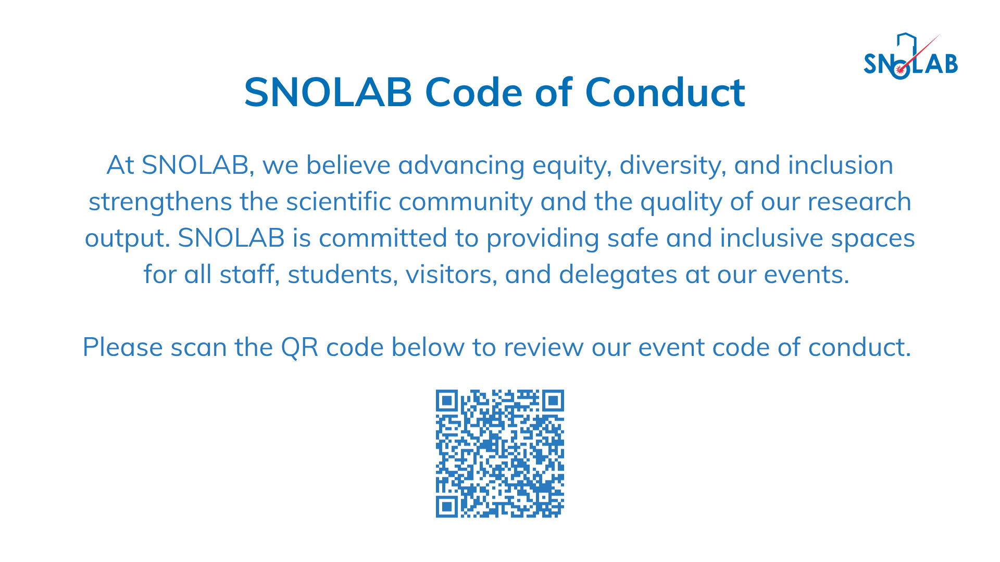 SNOLAB
SNOLAB Code of Conduct
At SNOLAB, we believe advancing equity, diversity, and inclusion
strengthens the scientific community and the quality of our research
output. SNOLAB is committed to providing safe and inclusive spaces
for all staff, students, visitors, and delegates at our events.
Please scan the QR code below to review our event code of conduct.